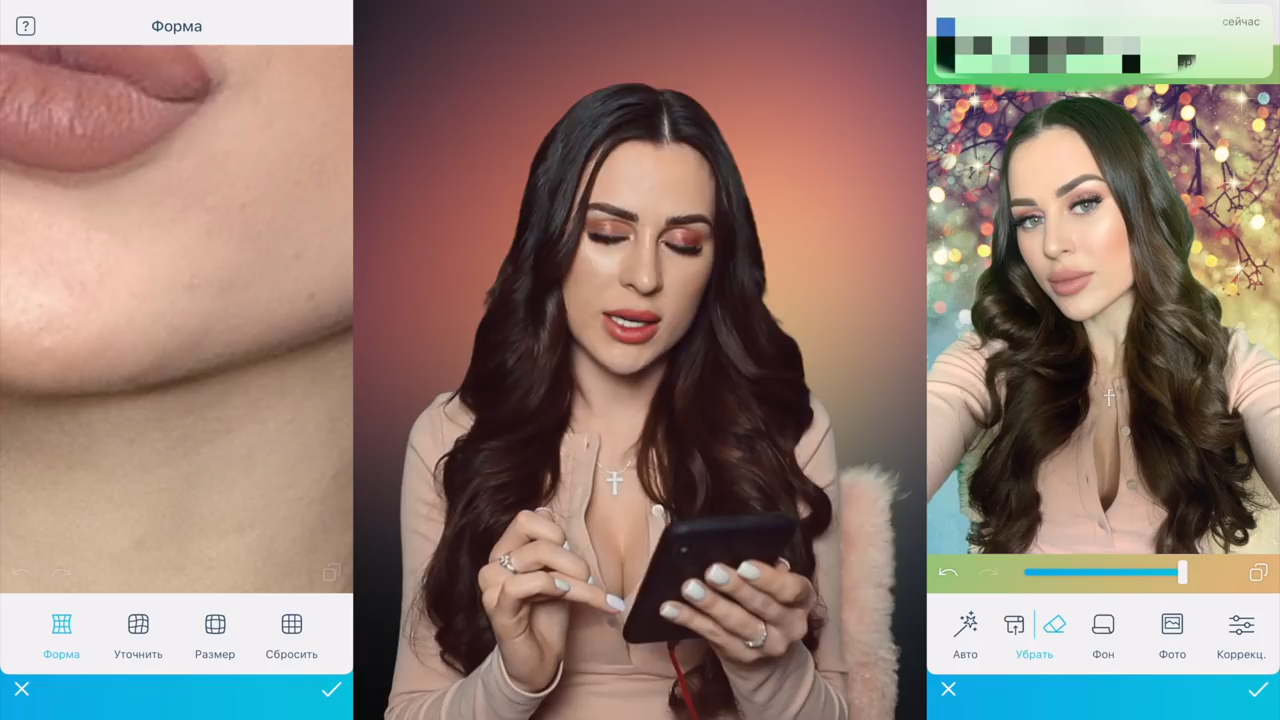 ?
Форма
Форма
Уточнить
Размер
Сбросить
сейчас
Авто
Убрать
Фон
Фото
Коррекц.